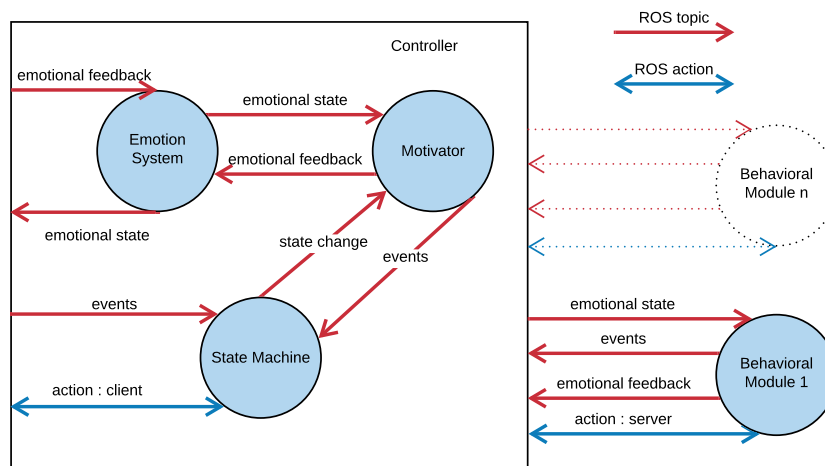 ROS topic
Controller
ROS action
emotional feedback
emotional state
Emotion
System
Motivator
emotional feedback
Behavioral
Module n
emotional state
state change
events
events
emotional state
events
State Machine
Behavioral
Module 1
action : client
emotional feedback
action : server